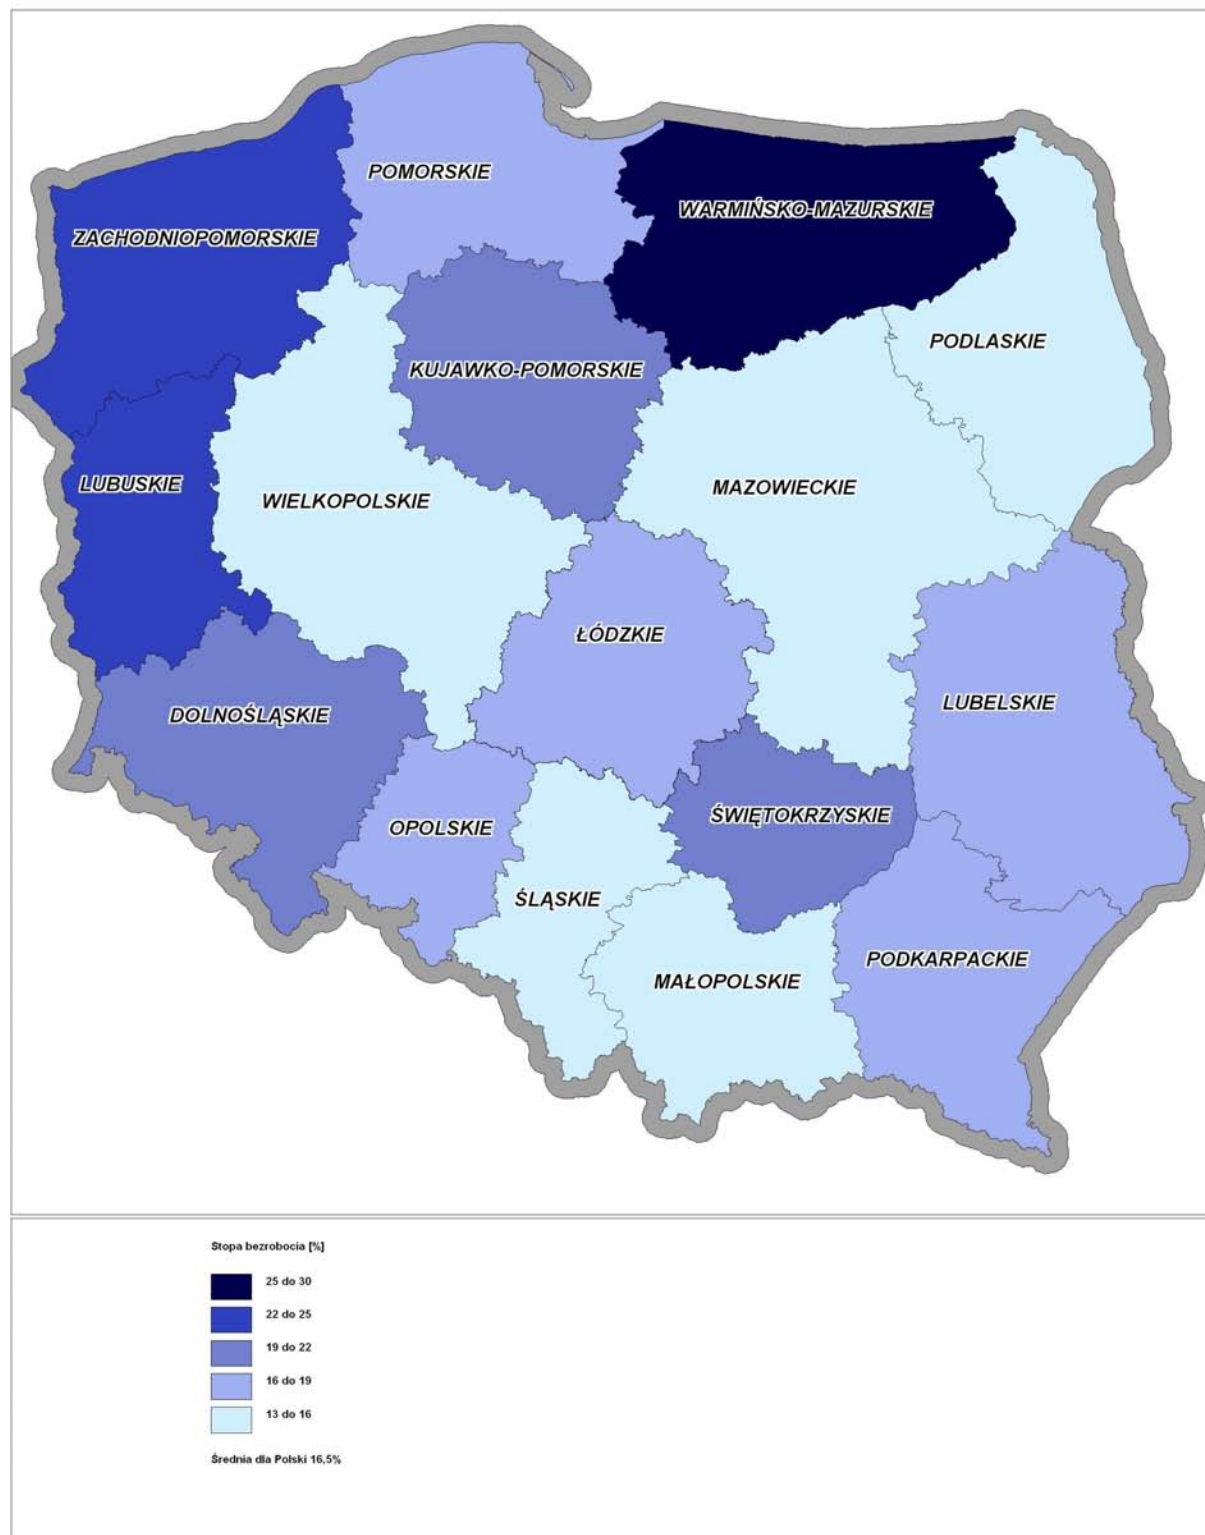 POMORSKIE
WARMIŃSKO-MAZURSKIE
ZACHODNIOPOMORSKIE
PODLASKIE
KUJAWKO-POMORSKIE
LUBUSKIE
WIELKOPOLSKIE
MAZOWIECKIE
ŁÓDZKIE
LUBELSKIE
DOLNOŚLĄSKIE
ŚWIĘTOKRZYSKIE
OPOLSKIE
ŚLĄSKIE
PODKARPACKIE
MAŁOPOLSKIE
Stopa bezrobocia [%]
25 do 30
22 do 25
19 do 22
16 do 19
13 do 16
Średnia dla Polski 16,5%